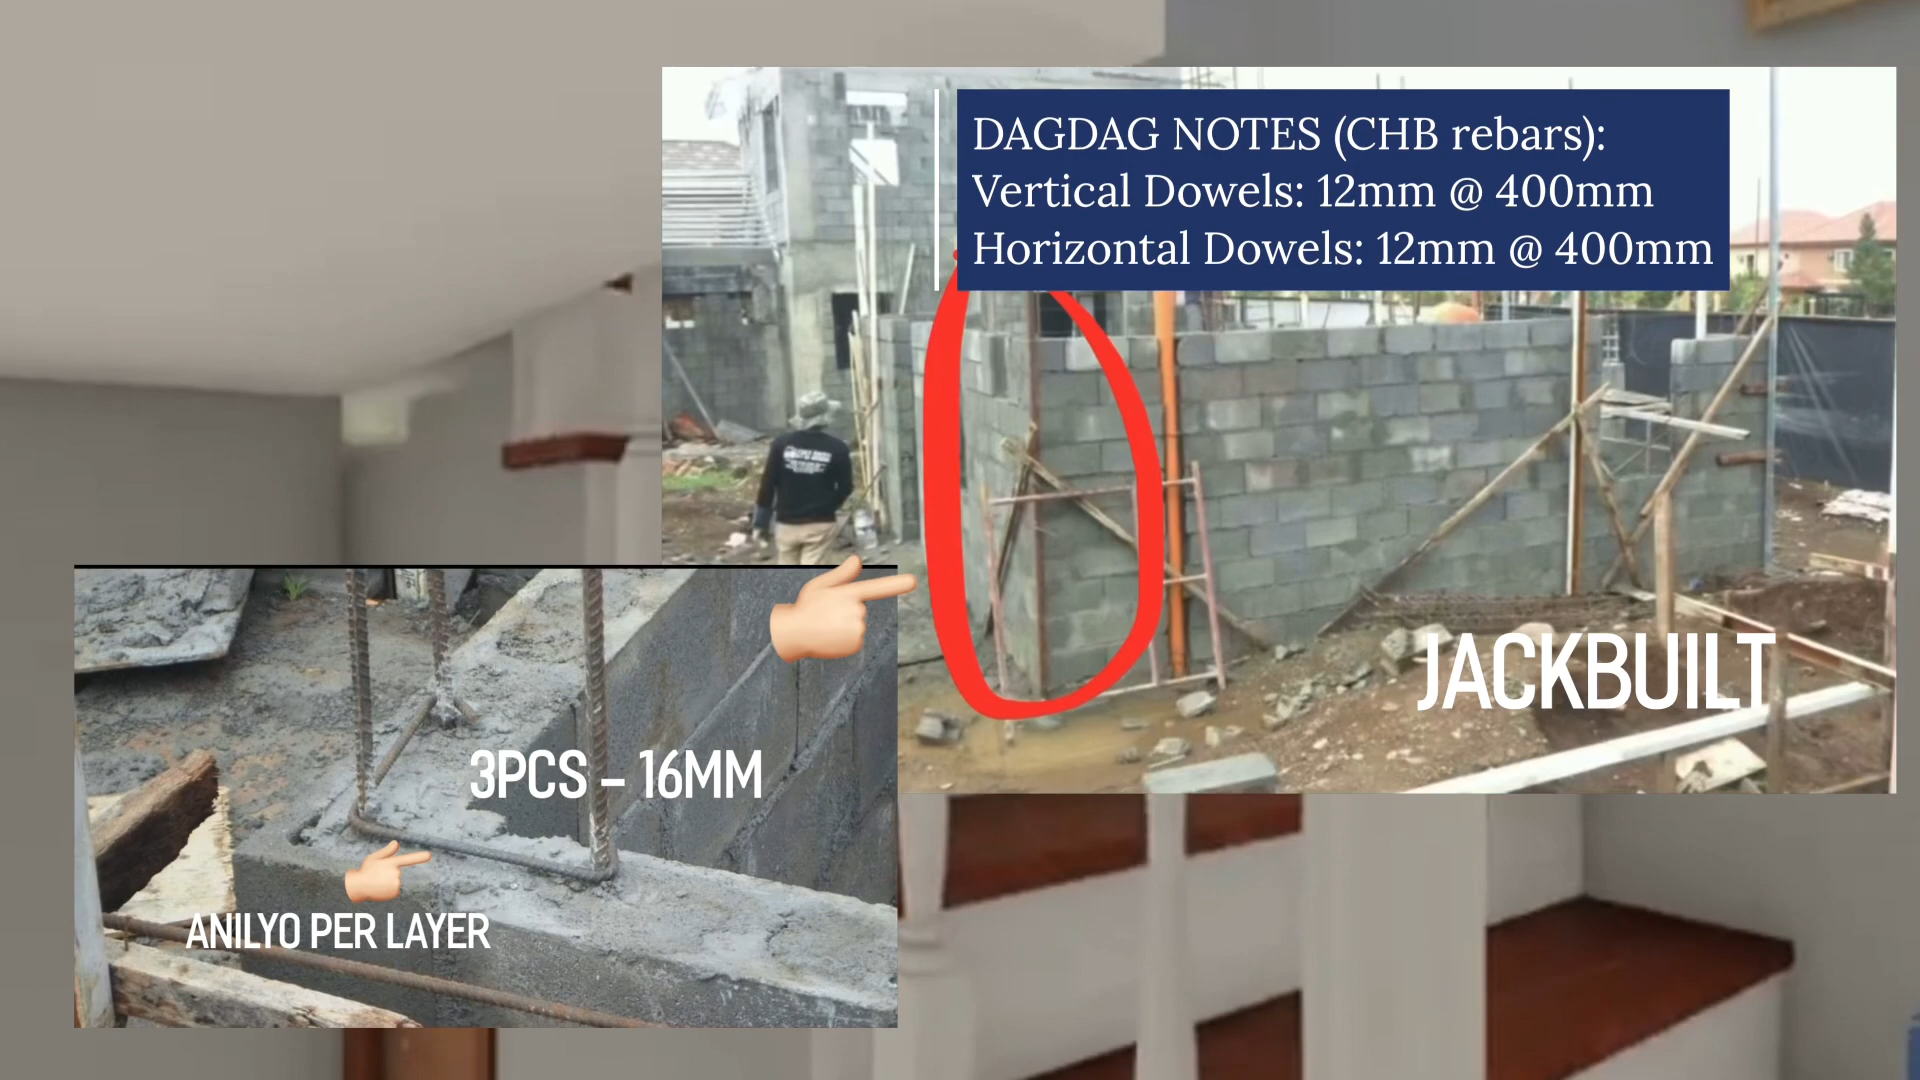 DAGDAG NOTES (CHB rebars):
Vertical Dowels: 12mm @ 400mm
Horizontal Dowels: 12mm @ 400mm
JACKBUILT
3PCS – 16MM
ANILYO PER LAYER